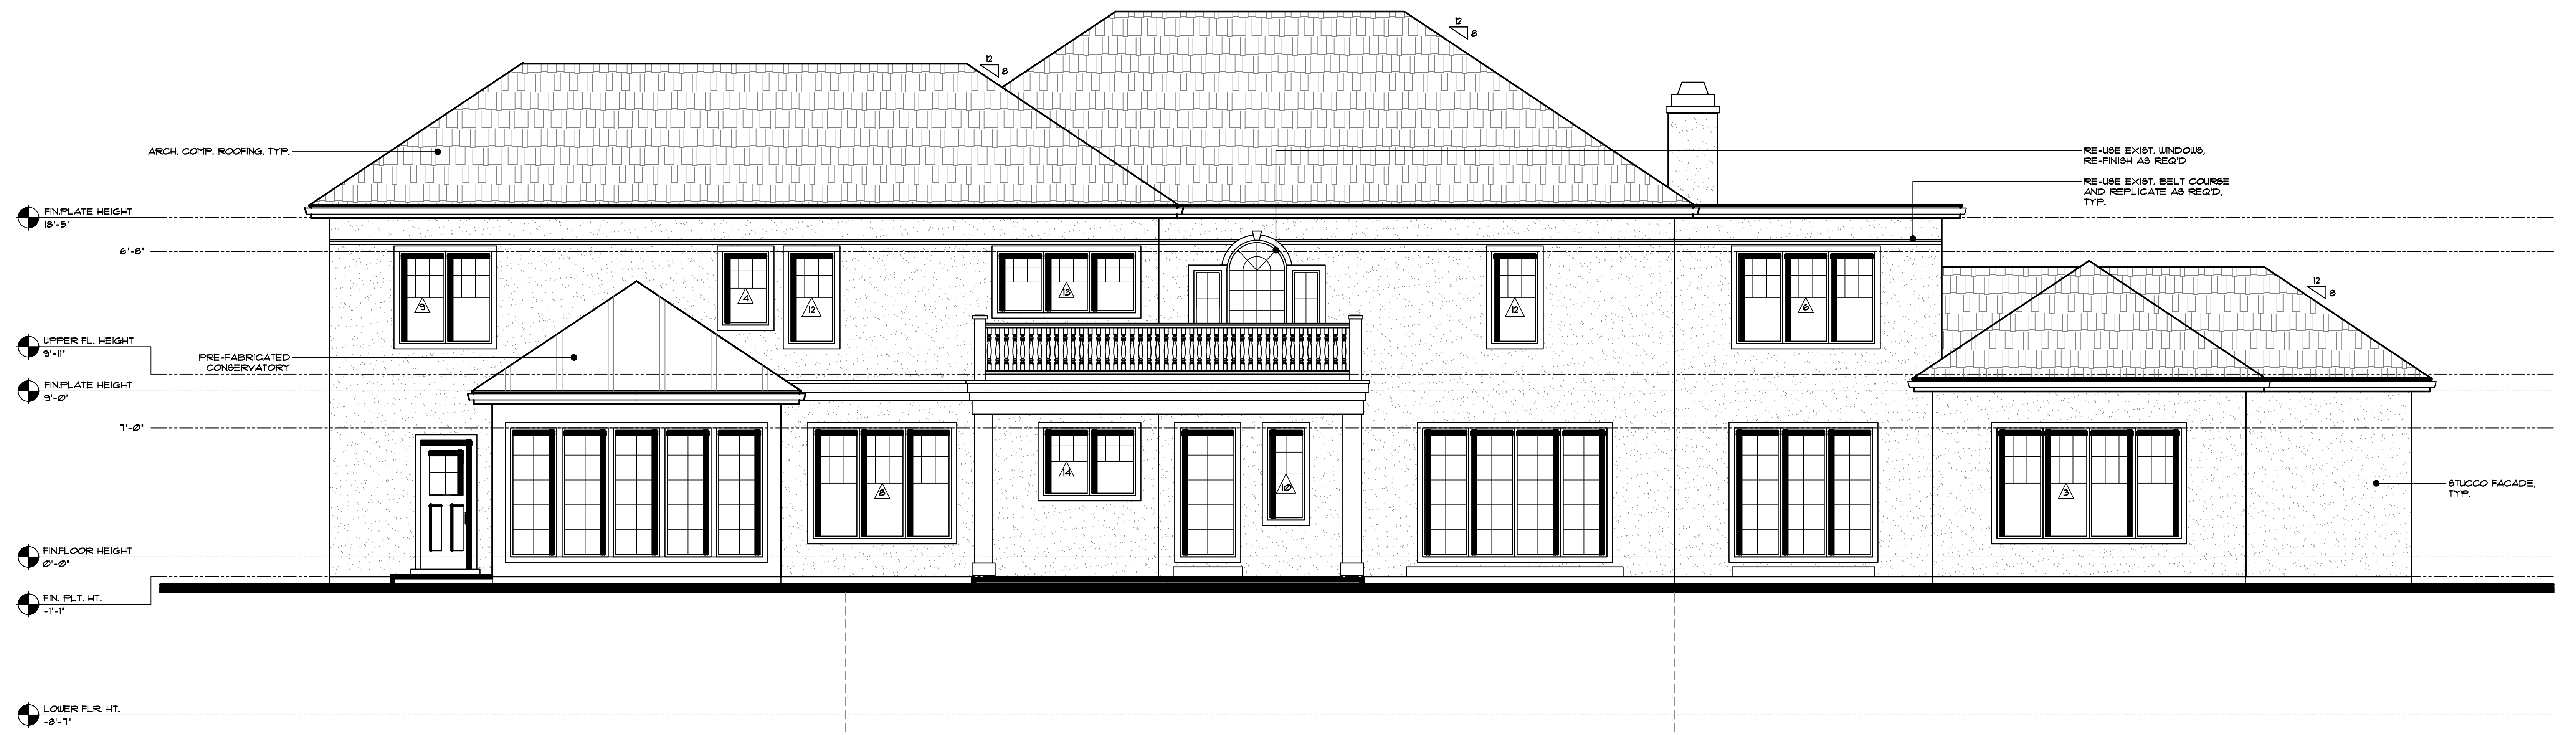 12
8
12
8
ARCH. COMP. ROOFING, TYP.
RE-USE EXIST. WINDOWS,
RE-FINISH AS REQ'D
RE-USE EXIST. BELT COURSE
AND REPLICATE AS REQ'D,
TYP.
FIN.PLATE HEIGHT
18'-5"
6'-8"
9
4
12
13
12
6
12
8
UPPER FL. HEIGHT
9'-11"
PRE-FABRICATED
CONSERVATORY
FIN.PLATE HEIGHT
9'-0"
7'-0"
8
14
10
3
STUCCO FACADE,
TYP.
FIN.FLOOR HEIGHT
0'-0"
FIN. PLT. HT.
-1'-1"
LOWER FLR. HT.
-8'-7"